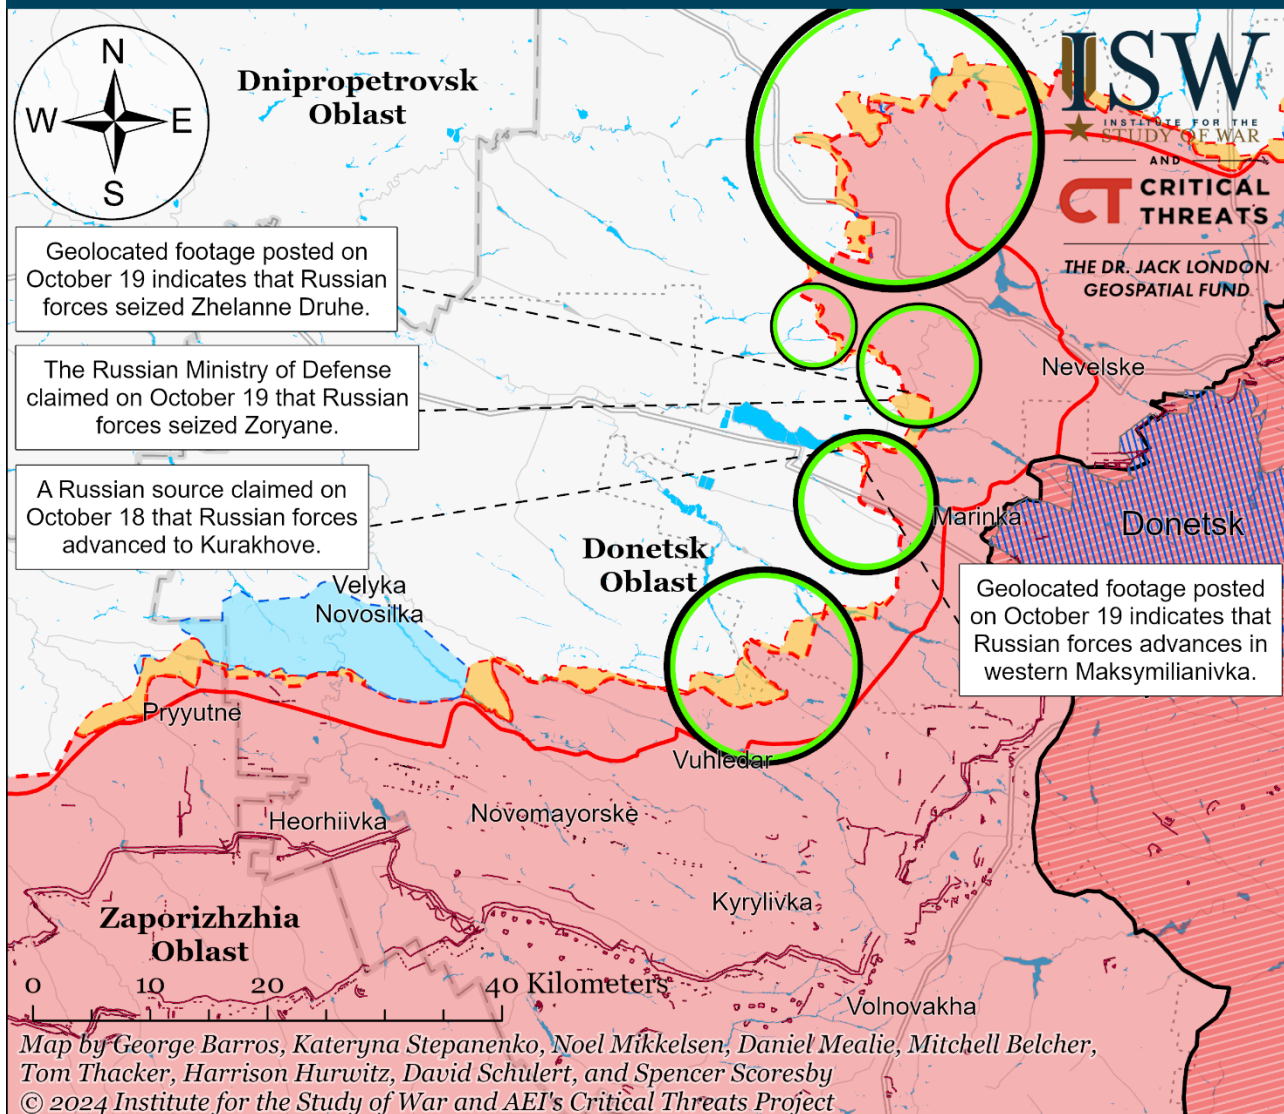 N
W
E
S
Dnipropetrovsk
Oblast
ISW
INSTITUTE FOR THE
STUDY OF WAR
AND
CT CRITICAL
THREATS
THE DR. JACK LONDON
GEOSPATIAL FUND
Geolocated footage posted on
October 19 indicates that Russian
forces seized Zhelanne Druhe.
The Russian Ministry of Defense
claimed on October 19 that Russian
forces seized Zoryane.
A Russian source claimed on
October 18 that Russian forces
advanced to Kurakhove.
Nevelske
Marinka
Donetsk
Donetsk
Oblast
Geolocated footage posted
on October 19 indicates that
Russian forces advances in
western Maksymilianivka.
Velyka
Novosilka
Pryyutne
Vuhledar
Heorhiivka
Novomayorske
Kyrylivka
Zaporizhzhia
Oblast
Volnovakha
0 10 20 40 Kilometers
Map by George Barros, Kateryna Stepanenko, Noel Mikkelsen, Daniel Mealie, Mitchell Belcher,
Tom Thacker, Harrison Hurwitz, David Schulert, and Spencer Scoresby
© 2024 Institute for the Study of War and AEI's Critical Threats Project